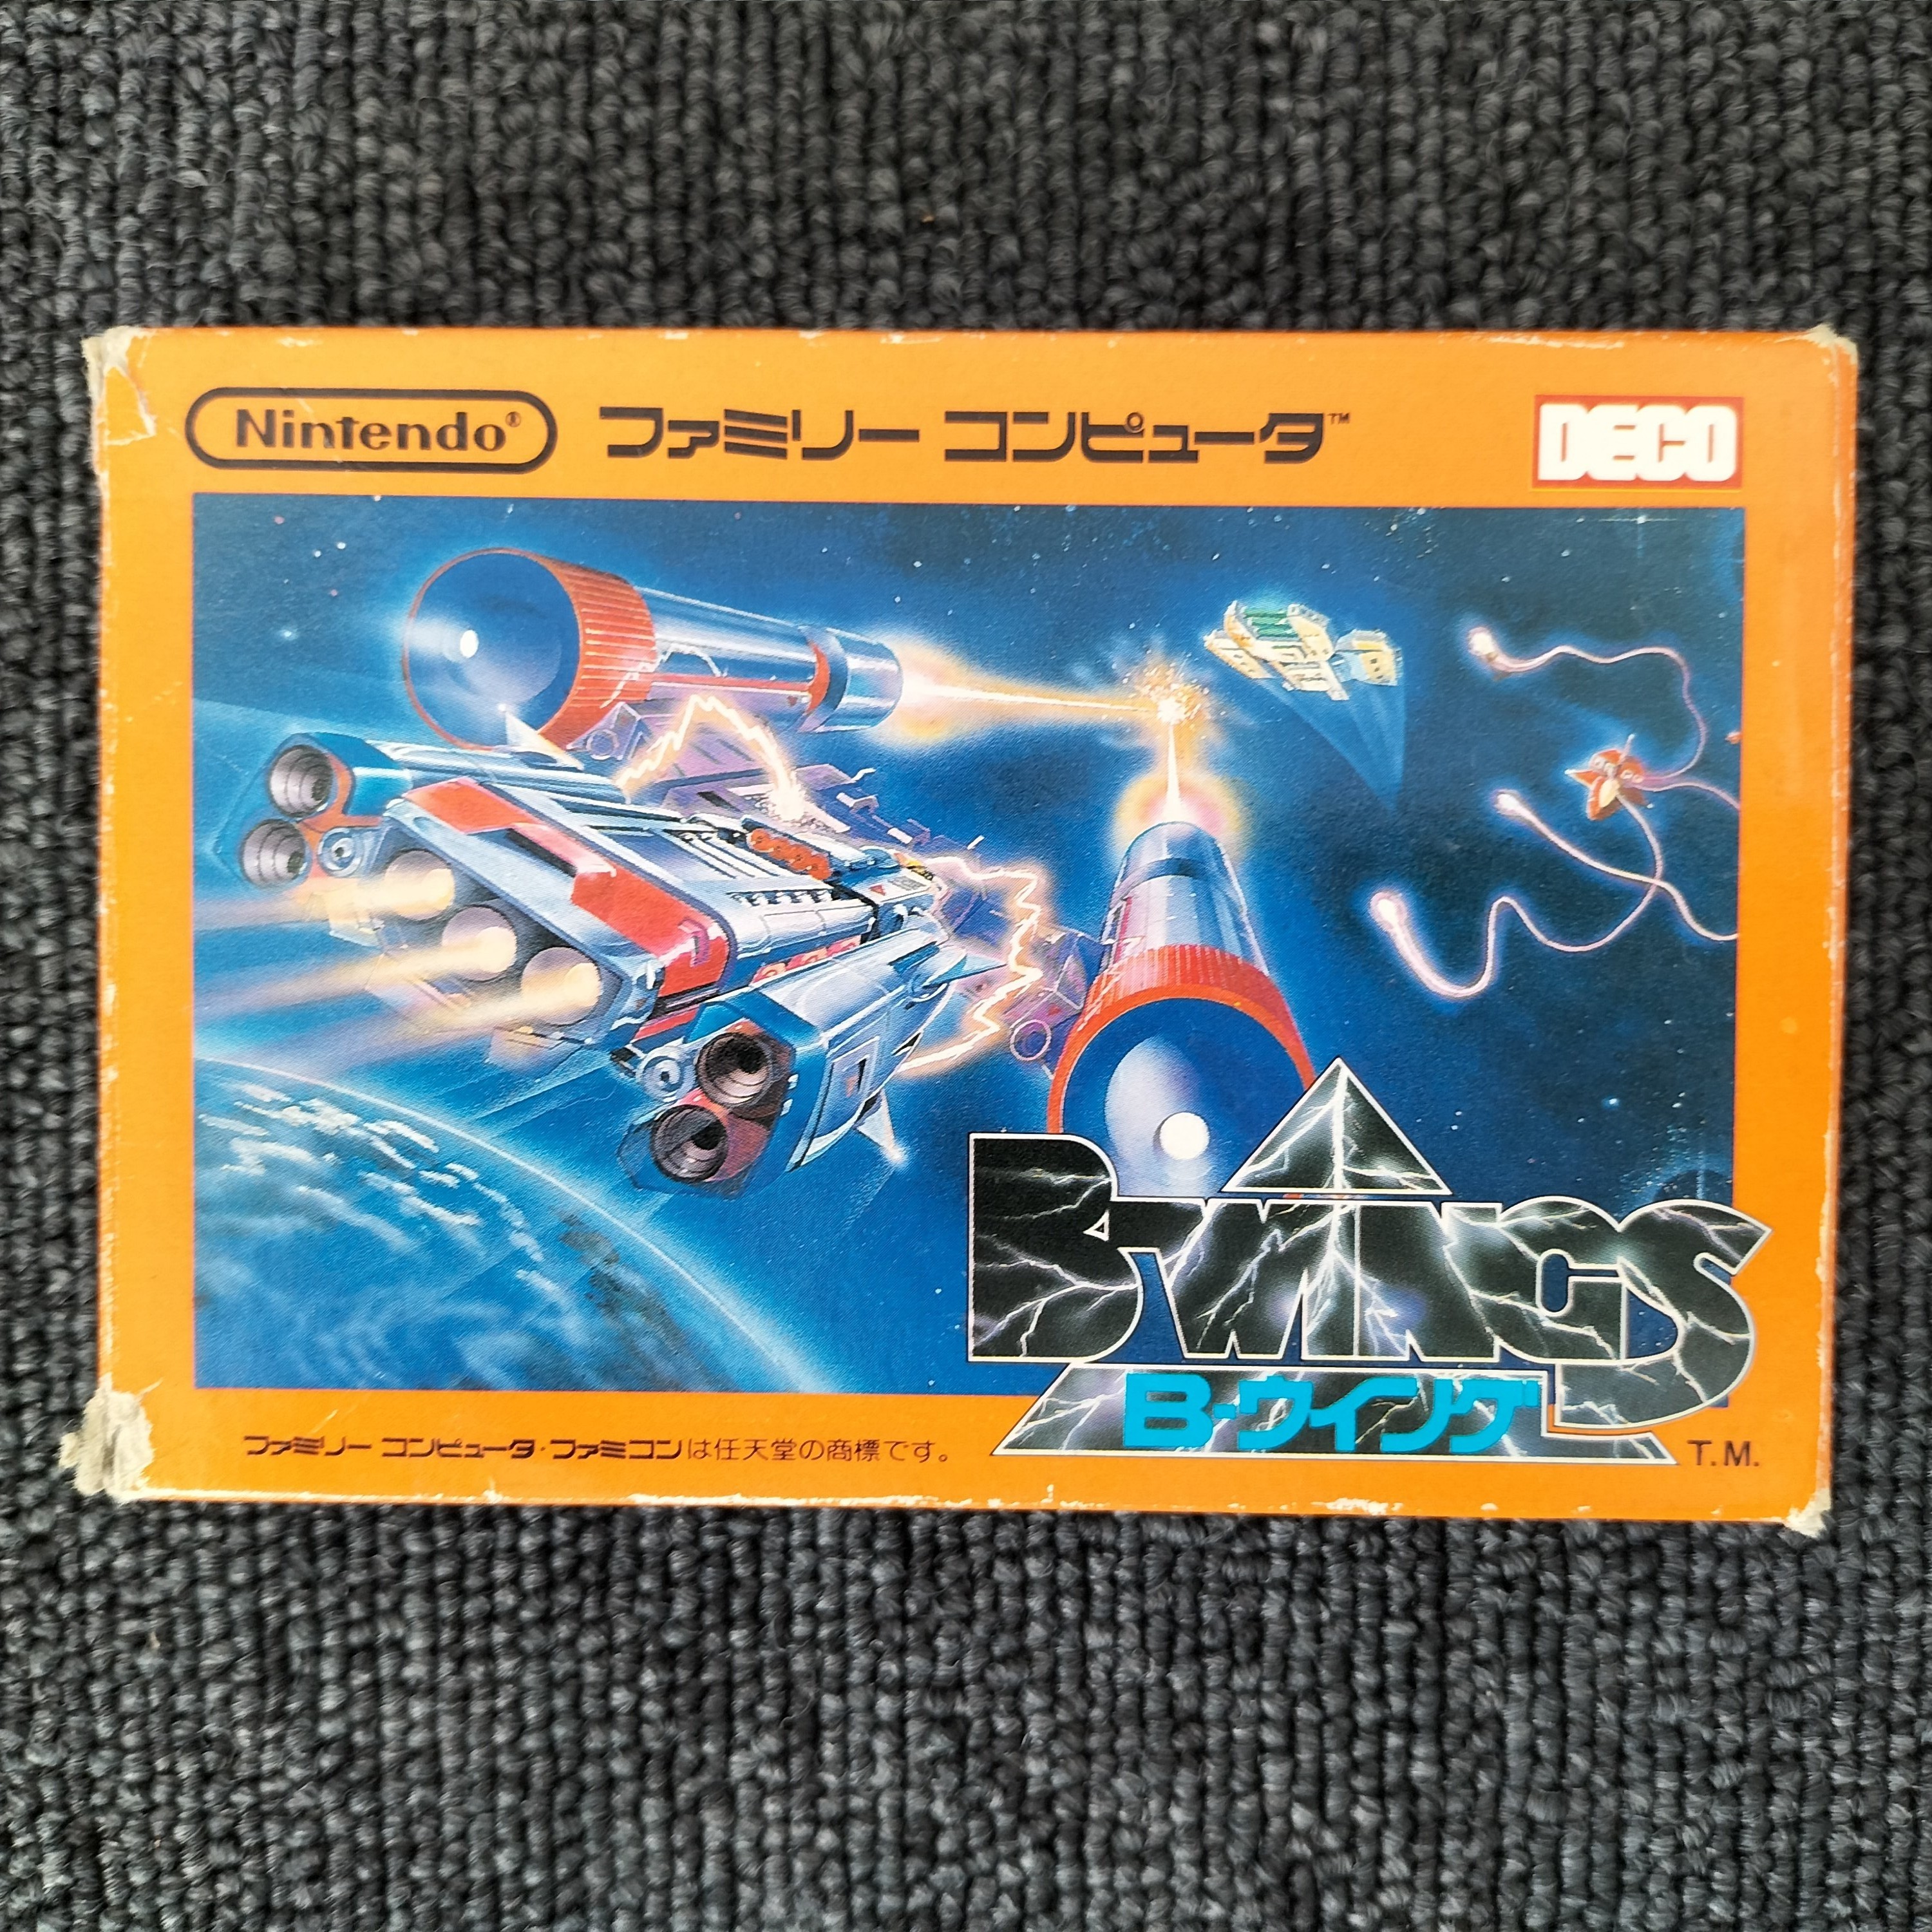 Nintendo®
ファミリー コンピュータ™
DECO
B-WINGS
B-ウイング
T.M.
ファミリー コンピュータ・ファミコンは任天堂の商標です。